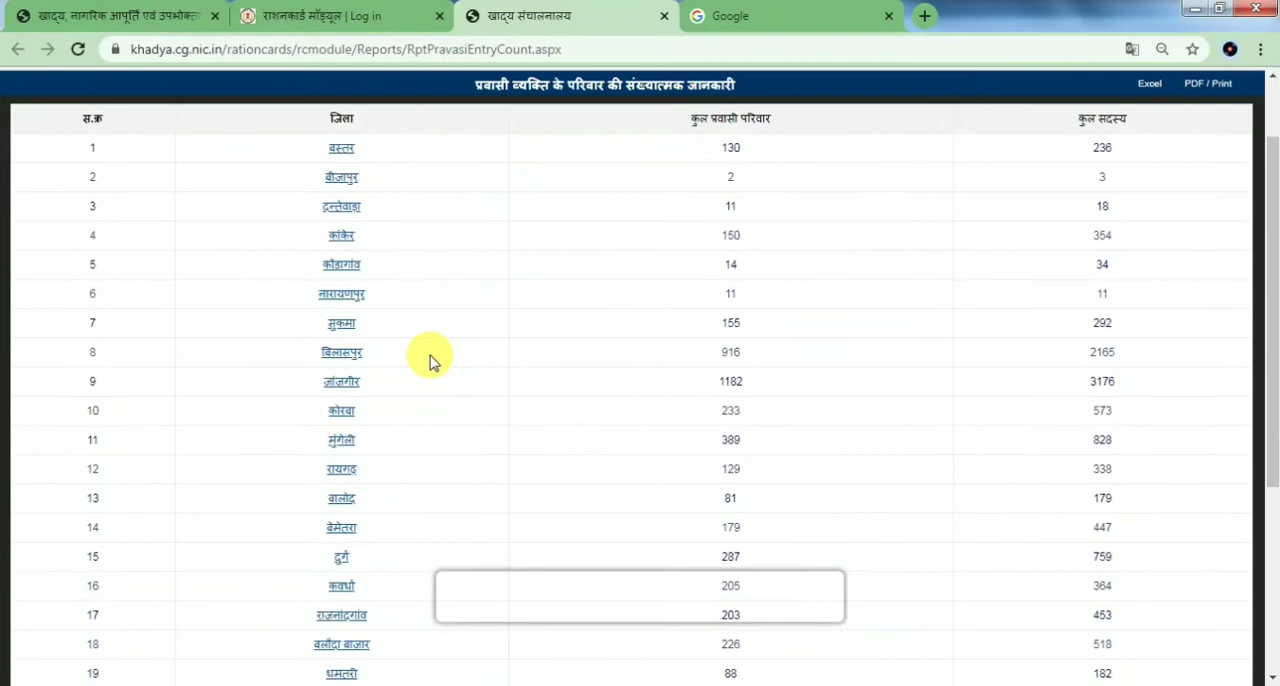 खाद्य, नागरिक आपूर्ति एवं उपभोक्ता
राशनकार्ड मॉड्यूल | Log in
खाद्य संचालनालय
Google
khadya.cg.nic.in/rationcards/rcmodule/Reports/RptPravasiEntryCount.aspx
प्रवासी व्यक्ति के परिवार की संख्यात्मक जानकारी Excel PDF / Print
स.क्र जिला कुल प्रवासी परिवार कुल सदस्य
1 बस्तर 130 236
2 बीजापुर 2 3
3 दन्तेवाड़ा 11 18
4 कांकेर 150 354
5 कोंडागांव 14 34
6 नारायणपुर 11 11
7 सुकमा 155 292
8 बिलासपुर 916 2165
9 जांजगीर 1182 3176
10 कोरबा 233 573
11 मुँगेली 389 828
12 रायगढ़ 129 338
13 बालोद 81 179
14 बेमेतरा 179 447
15 दुर्ग 287 759
16 कवर्धा 205 364
17 राजनांदगांव 203 453
18 बलौदा बाजार 226 518
19 धमतरी 88 182